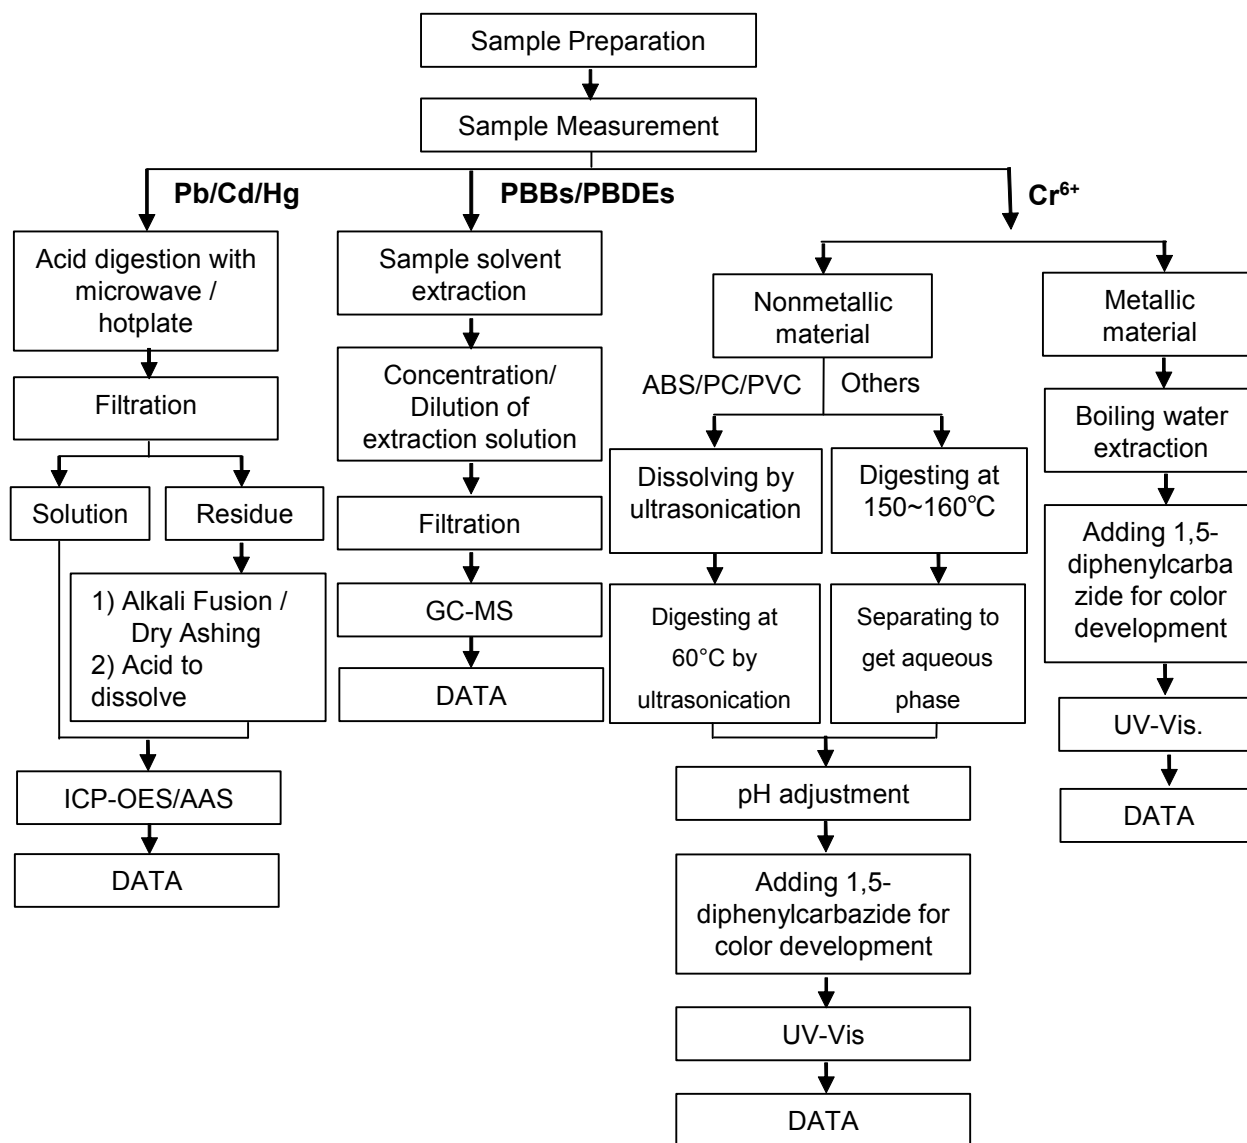 Sample Preparation
Sample Measurement
Pb/Cd/Hg
PBBs/PBDEs
Cr⁶⁺
Acid digestion with
microwave /
hotplate
Filtration
Solution
Residue
1) Alkali Fusion /
Dry Ashing
2) Acid to
dissolve
ICP-OES/AAS
DATA
Sample solvent
extraction
Concentration/
Dilution of
extraction solution
Filtration
GC-MS
DATA
Nonmetallic
material
ABS/PC/PVC
Others
Dissolving by
ultrasonication
Digesting at
60°C by
ultrasonication
Digesting at
150~160℃
Separating to
get aqueous
phase
pH adjustment
Adding 1,5-
diphenylcarbazide for
color development
UV-Vis
DATA
Metallic
material
Boiling water
extraction
Adding 1,5-
diphenylcarba
zide for color
development
UV-Vis.
DATA